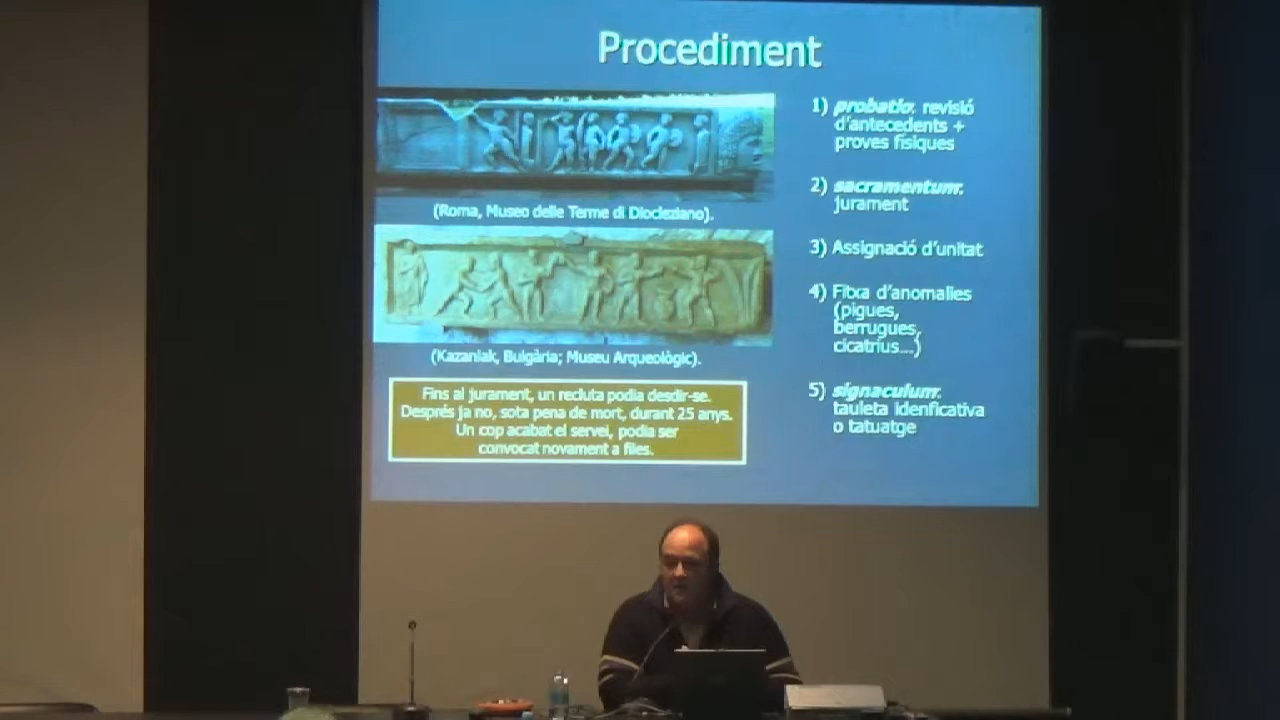 Procediment
(Roma, Museo delle Terme di Diocleziano).
(Kazaniak, Bulgària; Museu Arqueològic).
Fins al jurament, un recluta podia desdir-se.
Després ja no, sota pena de mort, durant 25 anys.
Un cop acabat el servei, podia ser
convocat novament a files.
1) probatio: revisió
d'antecedents +
proves físiques
2) sacramentum:
jurament
3) Assignació d'unitat
4) Fitxa d'anomalies
(pigues,
berrugues,
cicatrius...)
5) signaculum:
tauleta idenficativa
o tatuatge